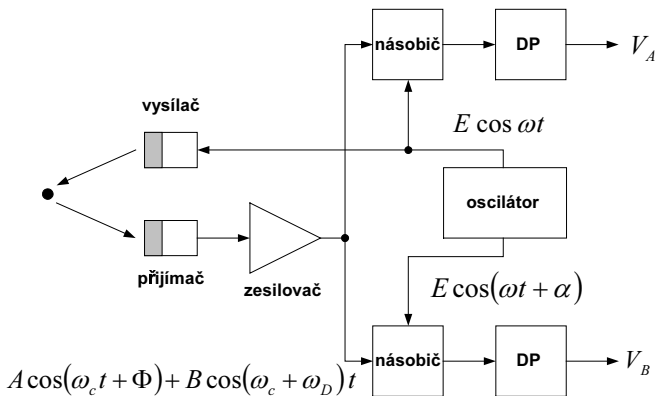 násobič
DP
V_A
vysílač
E cos ωt
oscilátor
přijímač
zesilovač
E cos(ωt + α)
A cos(ω_c t + Φ) + B cos(ω_c + ω_D) t
násobič
DP
V_B